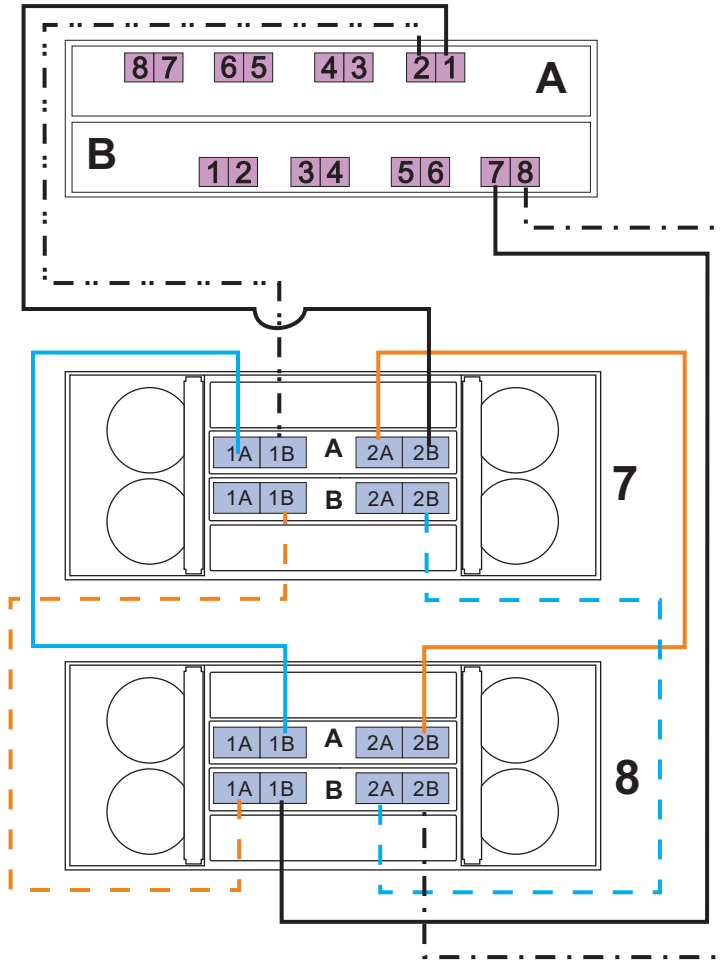 8 7 6 5 4 3 2 1
A
B
1 2 3 4 5 6 7 8
1A 1B A 2A 2B
1A 1B B 2A 2B
7
1A 1B A 2A 2B
1A 1B B 2A 2B
8